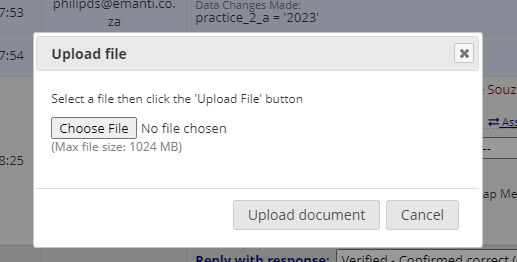 7:53
philipds@emanti.co.
za
Data Changes Made:
practice_2_a = '2023'
7:54
Upload file
Select a file then click the 'Upload File' button
Choose File No file chosen
(Max file size: 1024 MB)
Upload document Cancel
Souz
Ass
8:25
ap Me
Reply with response: Verified - Confirmed correct (